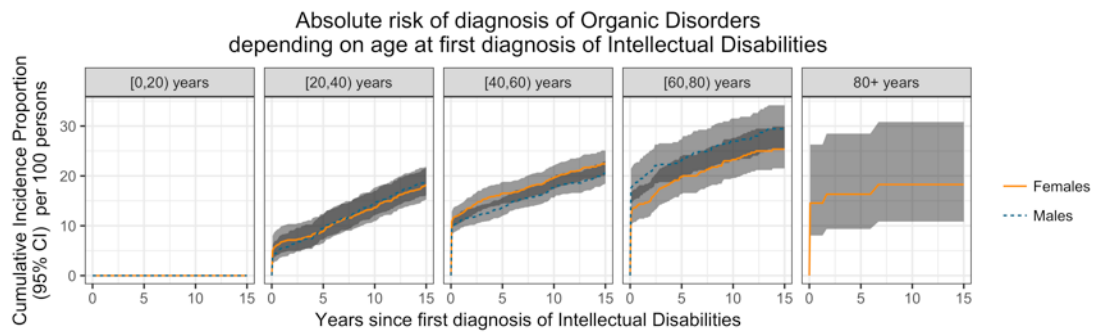 Absolute risk of diagnosis of Organic Disorders
depending on age at first diagnosis of Intellectual Disabilities
Cumulative Incidence Proportion
(95% CI) per 100 persons
[0,20) years
[20,40) years
[40,60) years
[60,80) years
80+ years
30
20
10
0
0 5 10 15
0 5 10 15
0 5 10 15
0 5 10 15
0 5 10 15
Years since first diagnosis of Intellectual Disabilities
Females
Males